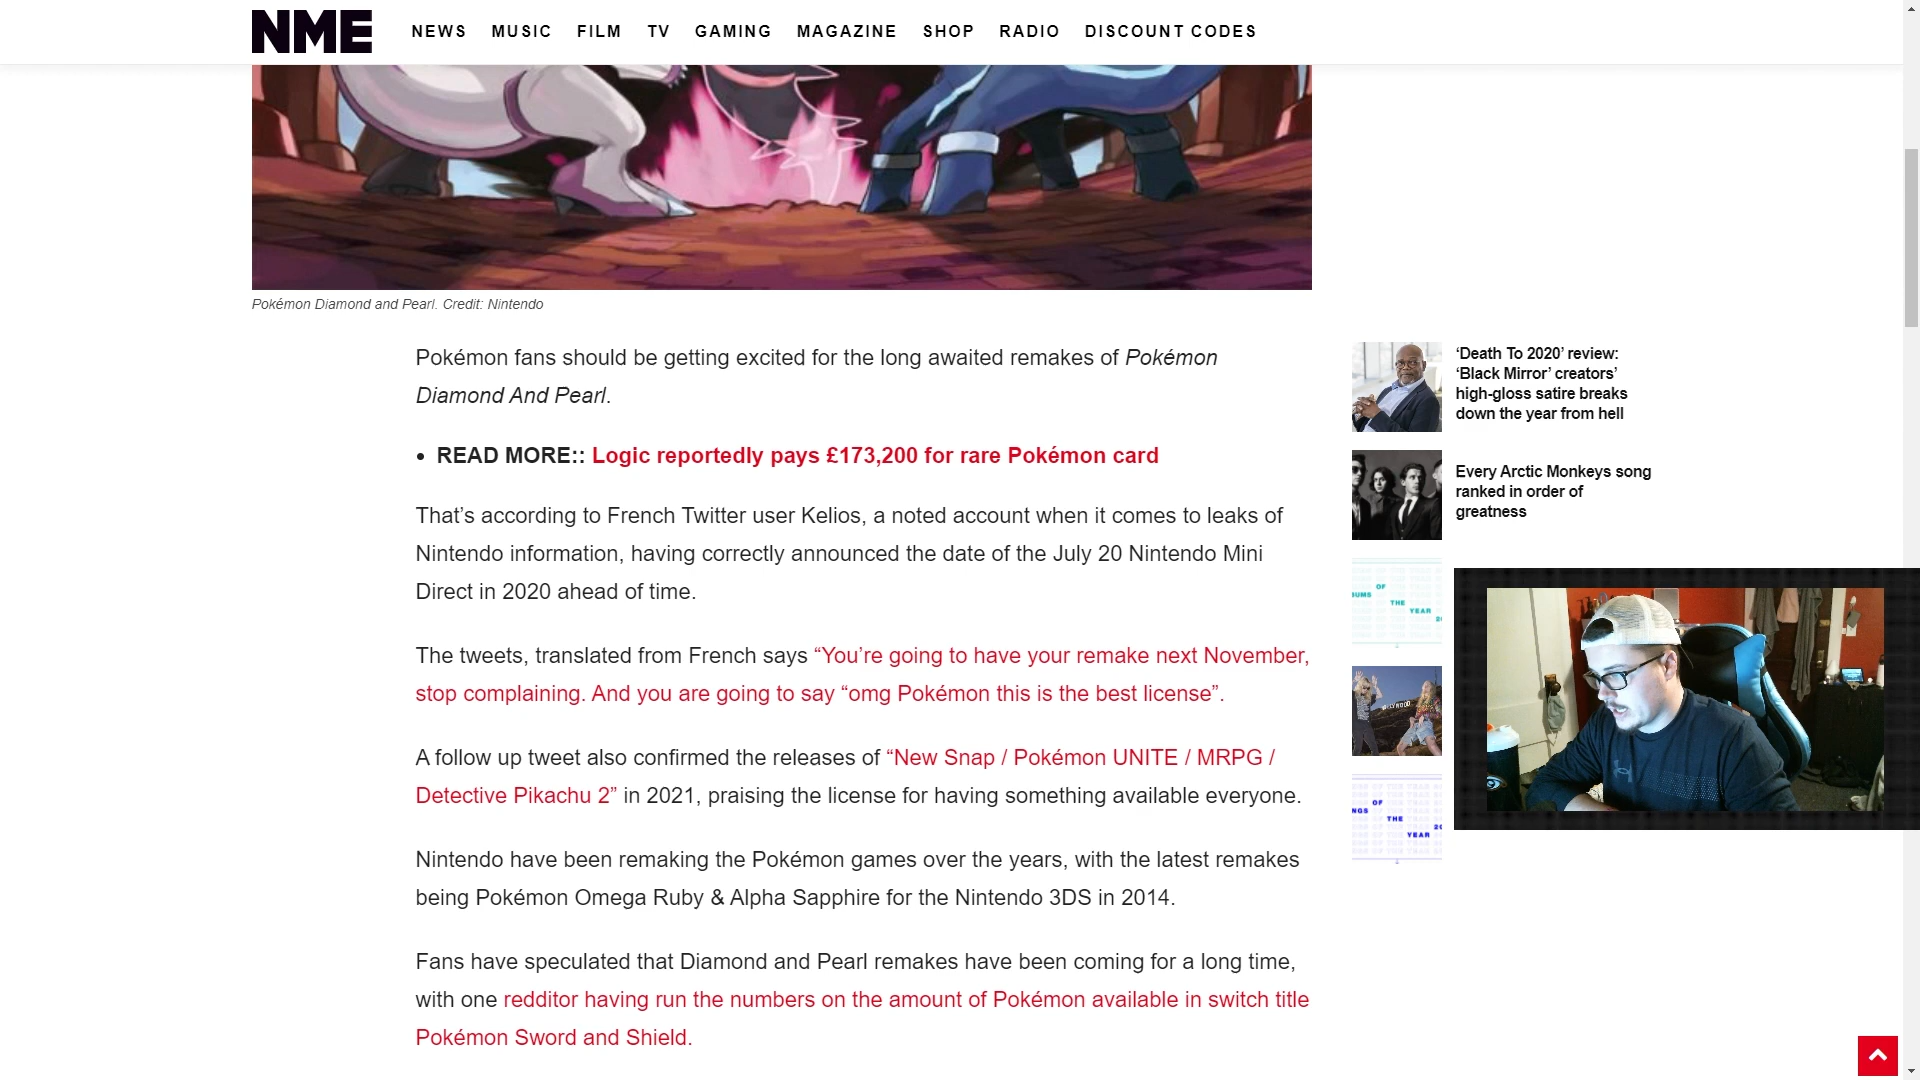 NME
NEWS MUSIC FILM TV GAMING MAGAZINE SHOP RADIO DISCOUNT CODES
Pokémon Diamond and Pearl. Credit: Nintendo
Pokémon fans should be getting excited for the long awaited remakes of Pokémon
Diamond And Pearl.
• READ MORE:: Logic reportedly pays £173,200 for rare Pokémon card
That’s according to French Twitter user Kelios, a noted account when it comes to leaks of
Nintendo information, having correctly announced the date of the July 20 Nintendo Mini
Direct in 2020 ahead of time.
The tweets, translated from French says “You’re going to have your remake next November,
stop complaining. And you are going to say “omg Pokémon this is the best license”.
A follow up tweet also confirmed the releases of “New Snap / Pokémon UNITE / MRPG /
Detective Pikachu 2” in 2021, praising the license for having something available everyone.
Nintendo have been remaking the Pokémon games over the years, with the latest remakes
being Pokémon Omega Ruby & Alpha Sapphire for the Nintendo 3DS in 2014.
Fans have speculated that Diamond and Pearl remakes have been coming for a long time,
with one redditor having run the numbers on the amount of Pokémon available in switch title
Pokémon Sword and Shield.
‘Death To 2020’ review:
‘Black Mirror’ creators’
high-gloss satire breaks
down the year from hell
Every Arctic Monkeys song
ranked in order of
greatness
OF
UMS
THE
YEAR
HOLLYWOOD
OF
NGS
THE
YEAR